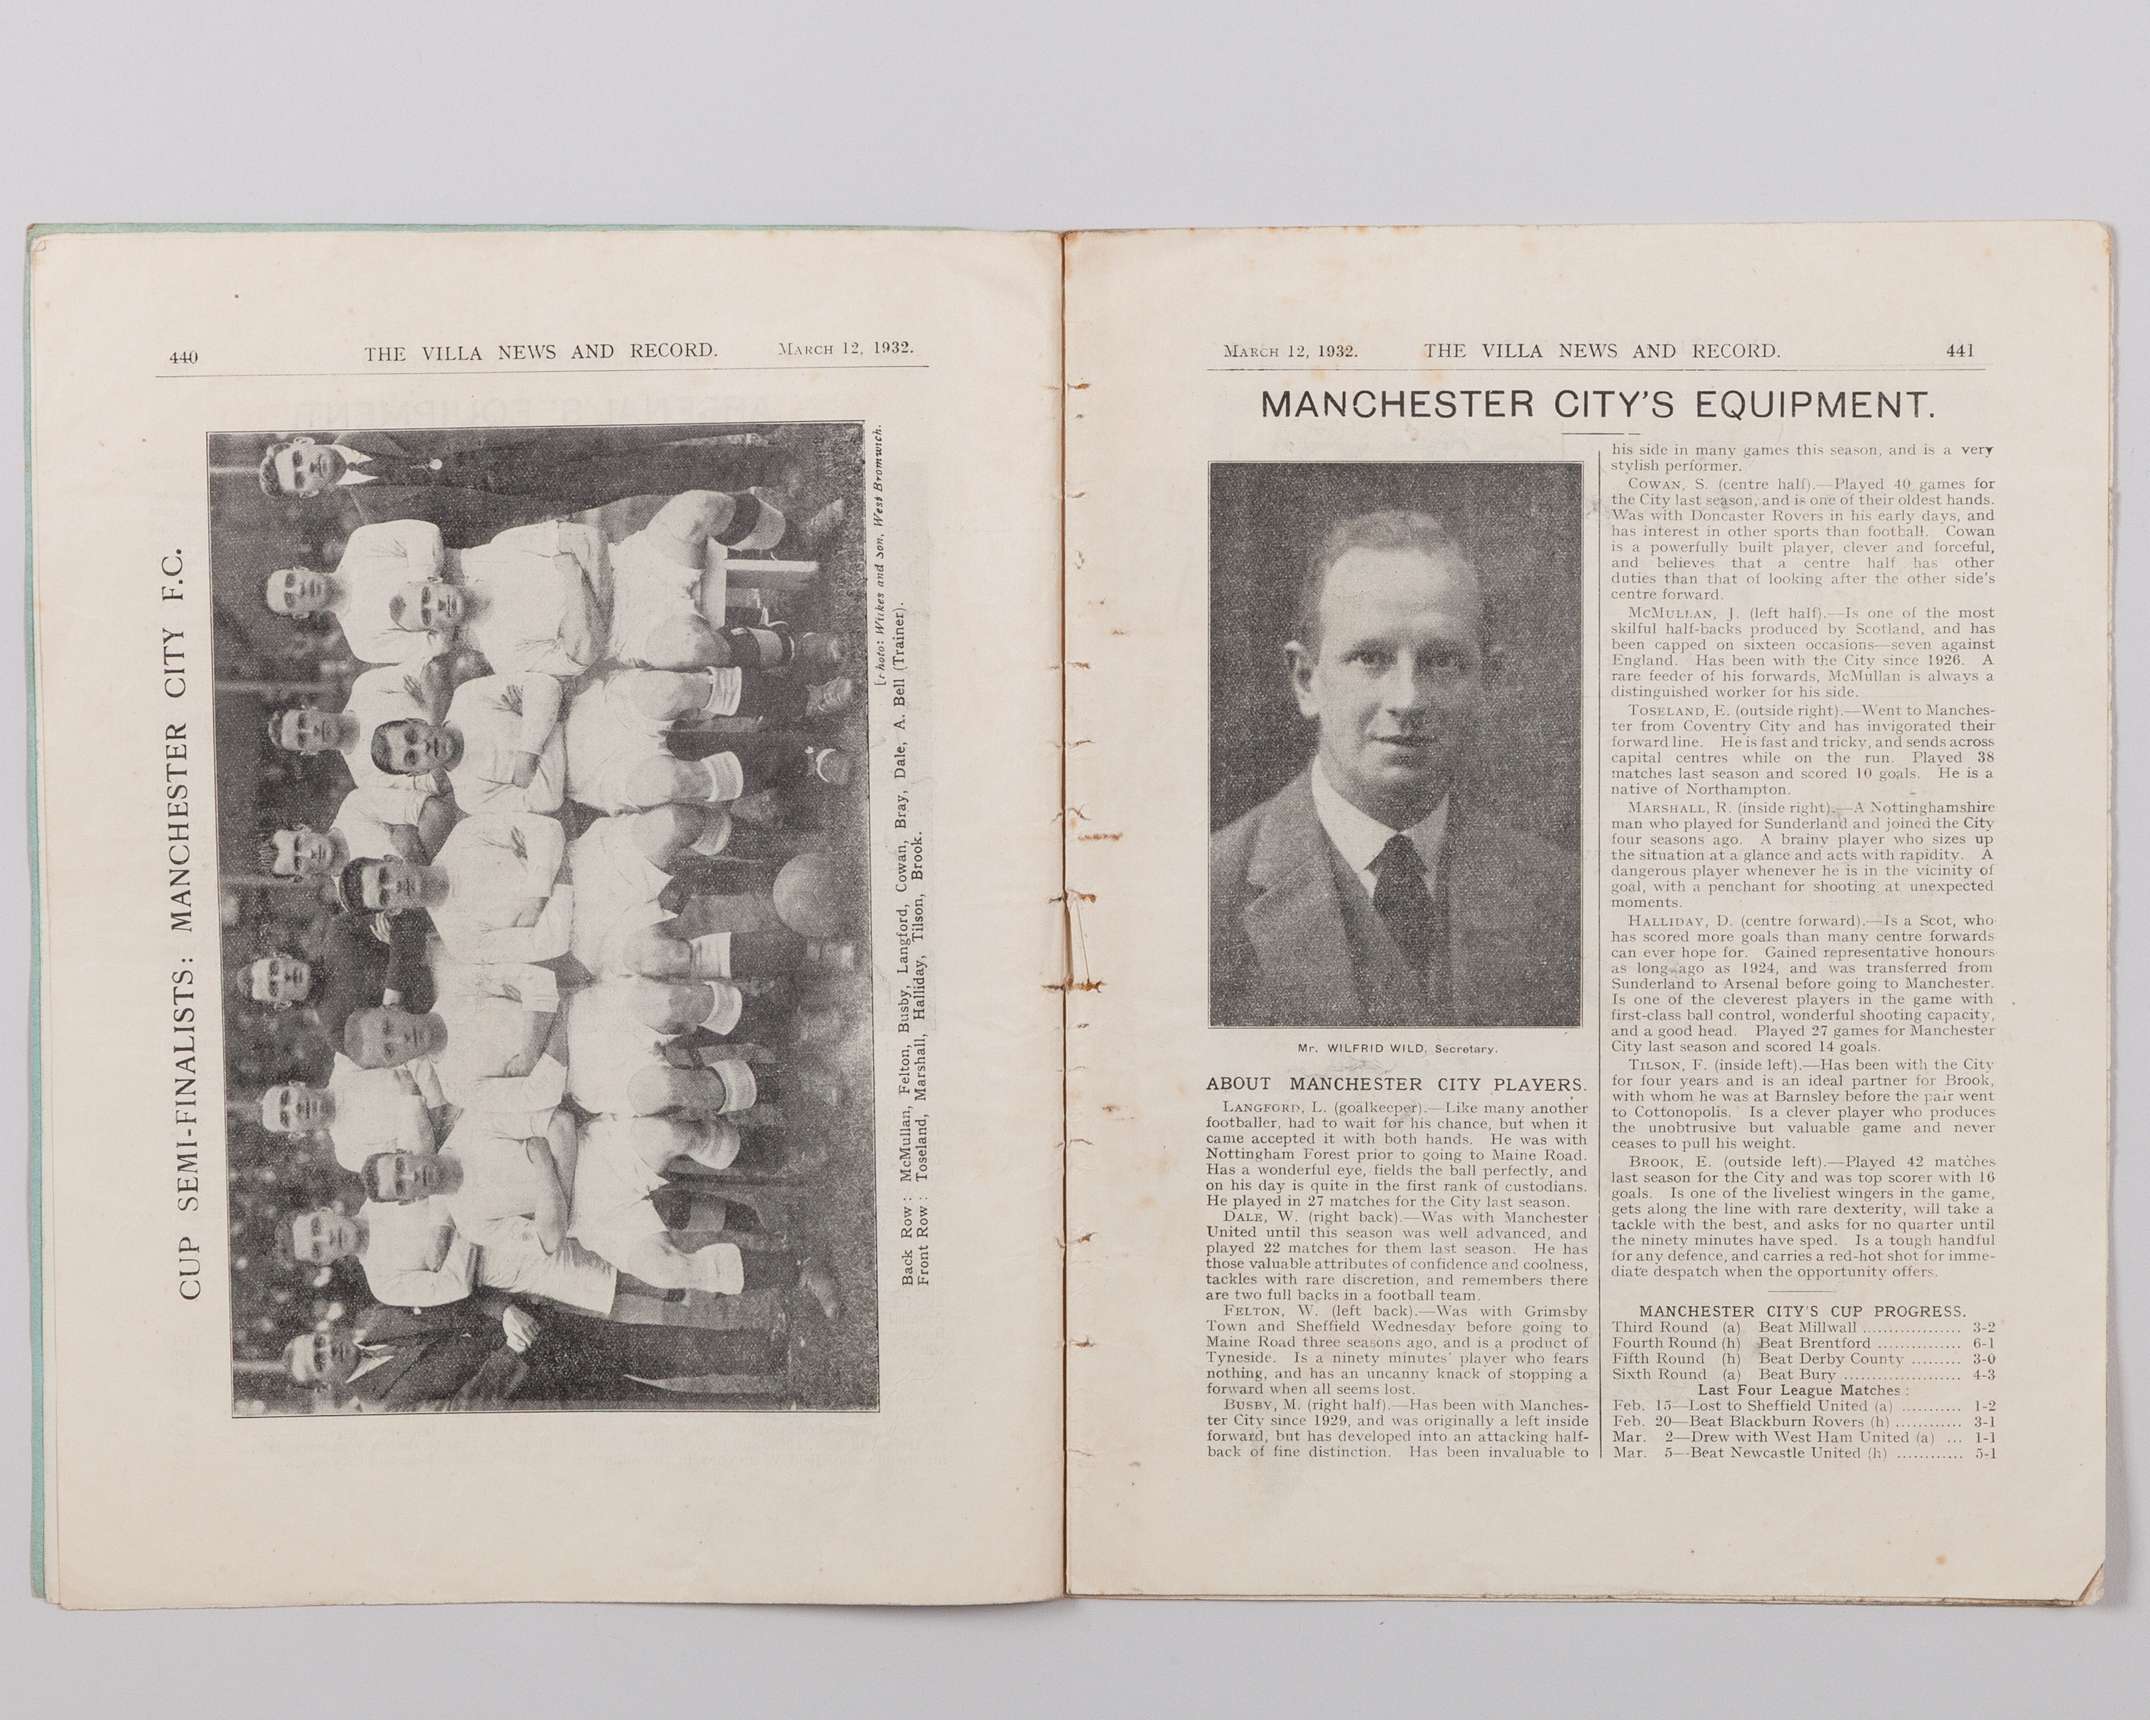 440
THE VILLA NEWS AND RECORD.
MARCH 12, 1932.
CUP SEMI-FINALISTS: MANCHESTER CITY F.C.
[Photo: Wilkes and Son, West Bromwich.
Back Row: McMullan, Felton, Busby, Langford, Cowan, Bray, Dale, A. Bell (Trainer).
Front Row: Toseland, Marshall, Halliday, Tilson, Brook.
MARCH 12, 1932.
THE VILLA NEWS AND RECORD.
441
MANCHESTER CITY'S EQUIPMENT.
Mr. WILFRID WILD, Secretary.
ABOUT MANCHESTER CITY PLAYERS.
LANGFORD, L. (goalkeeper).—Like many another
footballer, had to wait for his chance, but when it
came accepted it with both hands. He was with
Nottingham Forest prior to going to Maine Road.
Has a wonderful eye, fields the ball perfectly, and
on his day is quite in the first rank of custodians.
He played in 27 matches for the City last season.
DALE, W. (right back).—Was with Manchester
United until this season was well advanced, and
played 22 matches for them last season. He has
those valuable attributes of confidence and coolness,
tackles with rare discretion, and remembers there
are two full backs in a football team.
FELTON, W. (left back).—Was with Grimsby
Town and Sheffield Wednesday before going to
Maine Road three seasons ago, and is a product of
Tyneside. Is a ninety minutes' player who fears
nothing, and has an uncanny knack of stopping a
forward when all seems lost.
BUSBY, M. (right half).—Has been with Manches-
ter City since 1929, and was originally a left inside
forward, but has developed into an attacking half-
back of fine distinction. Has been invaluable to
his side in many games this season, and is a very
stylish performer.
COWAN, S. (centre half).—Played 40 games for
the City last season, and is one of their oldest hands.
Was with Doncaster Rovers in his early days, and
has interest in other sports than football. Cowan
is a powerfully built player, clever and forceful,
and believes that a centre half has other
duties than that of looking after the other side's
centre forward.
MCMULLAN, J. (left half).—Is one of the most
skilful half-backs produced by Scotland, and has
been capped on sixteen occasions—seven against
England. Has been with the City since 1926. A
rare feeder of his forwards, McMullan is always a
distinguished worker for his side.
TOSELAND, E. (outside right).—Went to Manches-
ter from Coventry City and has invigorated their
forward line. He is fast and tricky, and sends across
capital centres while on the run. Played 38
matches last season and scored 10 goals. He is a
native of Northampton.
MARSHALL, R. (inside right).—A Nottinghamshire
man who played for Sunderland and joined the City
four seasons ago. A brainy player who sizes up
the situation at a glance and acts with rapidity. A
dangerous player whenever he is in the vicinity of
goal, with a penchant for shooting at unexpected
moments.
HALLIDAY, D. (centre forward).—Is a Scot, who
has scored more goals than many centre forwards
can ever hope for. Gained representative honours
as long ago as 1924, and was transferred from
Sunderland to Arsenal before going to Manchester.
Is one of the cleverest players in the game with
first-class ball control, wonderful shooting capacity,
and a good head. Played 27 games for Manchester
City last season and scored 14 goals.
TILSON, F. (inside left).—Has been with the City
for four years and is an ideal partner for Brook,
with whom he was at Barnsley before the pair went
to Cottonopolis. Is a clever player who produces
the unobtrusive but valuable game and never
ceases to pull his weight.
BROOK, E. (outside left).—Played 42 matches
last season for the City and was top scorer with 16
goals. Is one of the liveliest wingers in the game,
gets along the line with rare dexterity, will take a
tackle with the best, and asks for no quarter until
the ninety minutes have sped. Is a tough handful
for any defence, and carries a red-hot shot for imme-
diate despatch when the opportunity offers.
MANCHESTER CITY'S CUP PROGRESS.
Third Round (a) Beat Millwall .................. 3-2
Fourth Round (h) Beat Brentford ............... 6-1
Fifth Round (h) Beat Derby County ......... 3-0
Sixth Round (a) Beat Bury ..................... 4-3
Last Four League Matches:
Feb. 15—Lost to Sheffield United (a) ........... 1-2
Feb. 20—Beat Blackburn Rovers (h) ............ 3-1
Mar. 2—Drew with West Ham United (a) ... 1-1
Mar. 5—Beat Newcastle United (h) ............ 5-1